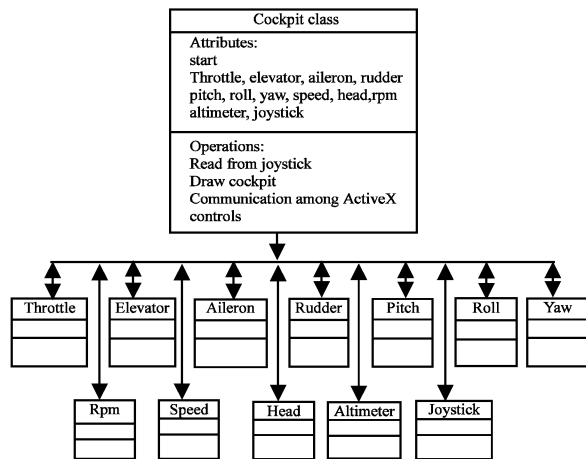 Cockpit class
Attributes:
start
Throttle, elevator, aileron, rudder
pitch, roll, yaw, speed, head,rpm
altimeter, joystick
Operations:
Read from joystick
Draw cockpit
Communication among ActiveX
controls
Throttle
Elevator
Aileron
Rudder
Pitch
Roll
Yaw
Rpm
Speed
Head
Altimeter
Joystick